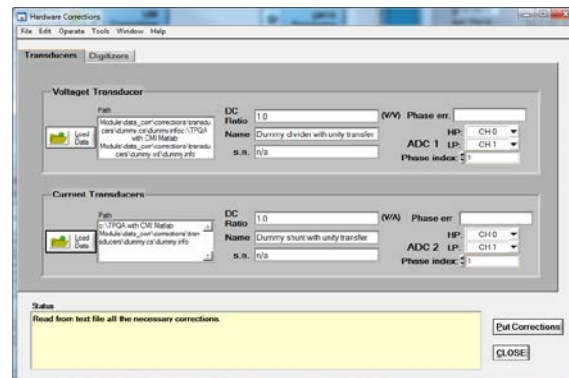 Hardware Corrections
File Edit Operate Tools Window Help
Transducers Digitizers
Voltaget Transducer
Path
Load Data
Module\data_corr\corrections\transdu
cers\dummy cs\dummy.infoc:\TPQA
with CMI Matlab
Module\data_corr\corrections\transdu
cers\dummy vd\dummy.info
DC Ratio 1.0 (V/V) Phase err.
Name Dummy divider with unity transfer
s.n. n/a
ADC 1 HP: CH 0
LP: CH 1
Phase index: 1
Current Transducers
Path
Load Data
c:\TPQA with CMI Matlab
Module\data_corr\corrections\tran
sducers\dummy cs\dummy.info
DC Ratio 1.0 (V/A) Phase err
Name Dummy shunt with unity transfer
s.n. n/a
ADC 2 HP: CH 0
LP: CH 1
Phase index: 1
Status
Read from text file all the necessary corrections.
Put Corrections
CLOSE